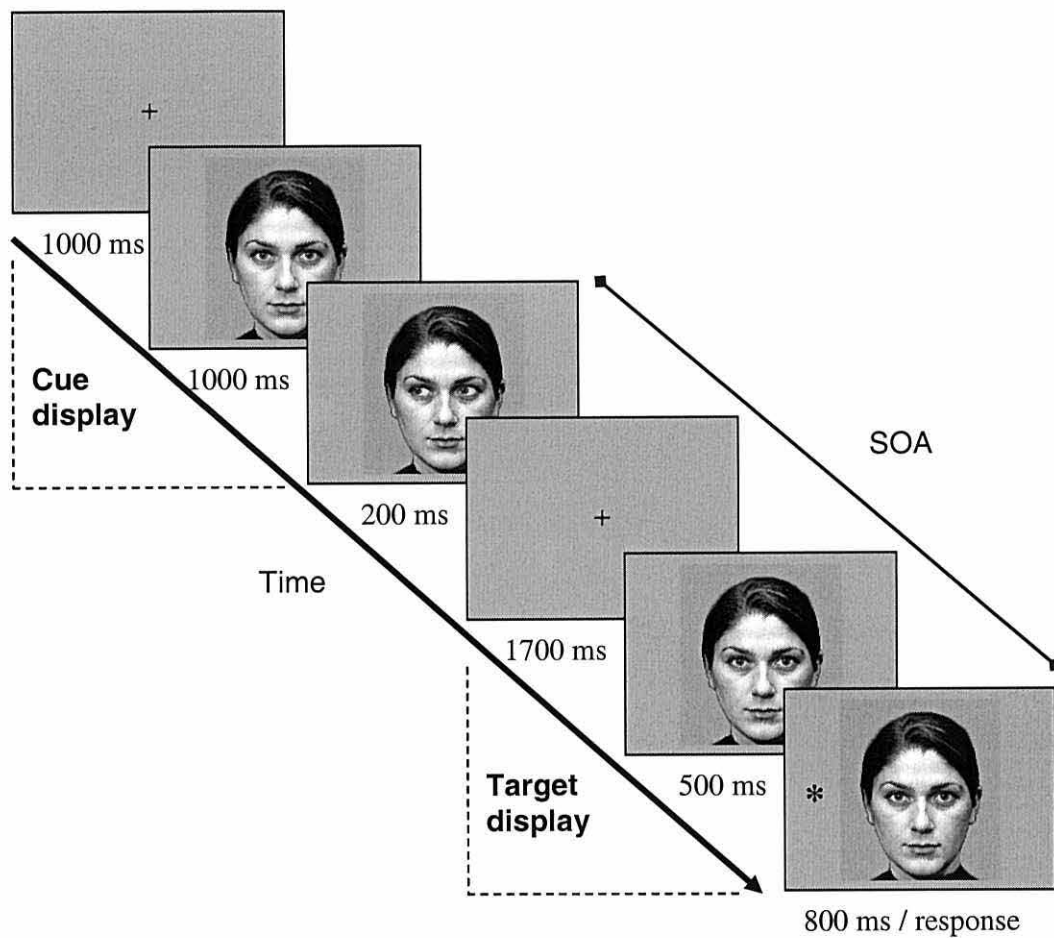 +
1000 ms
Cue
display
1000 ms
200 ms
SOA
+
Time
1700 ms
Target
display
500 ms
*
800 ms / response